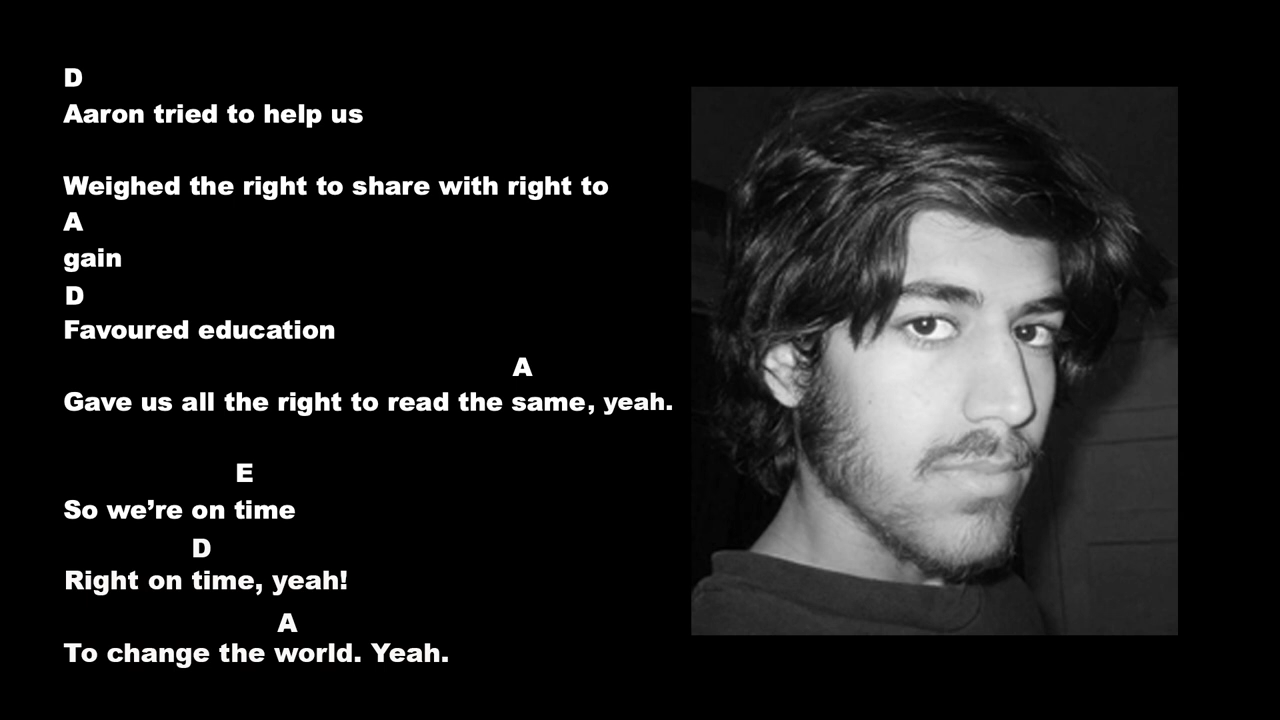 D
Aaron tried to help us
Weighed the right to share with right to
A
gain
D
Favoured education
A
Gave us all the right to read the same, yeah.
E
So we’re on time
D
Right on time, yeah!
A
To change the world. Yeah.